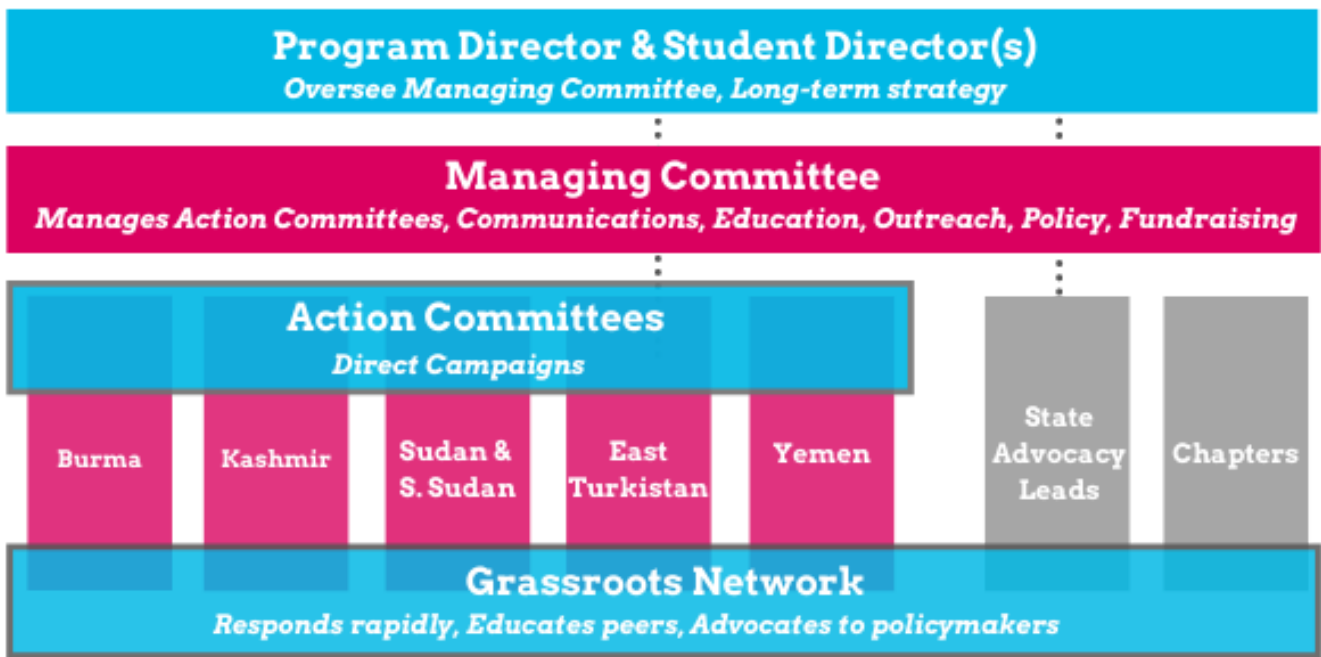 Program Director & Student Director(s)
Oversee Managing Committee, Long-term strategy
Managing Committee
Manages Action Committees, Communications, Education, Outreach, Policy, Fundraising
Action Committees
Direct Campaigns
Burma
Kashmir
Sudan &
S. Sudan
East
Turkistan
Yemen
State
Advocacy
Leads
Chapters
Grassroots Network
Responds rapidly, Educates peers, Advocates to policymakers